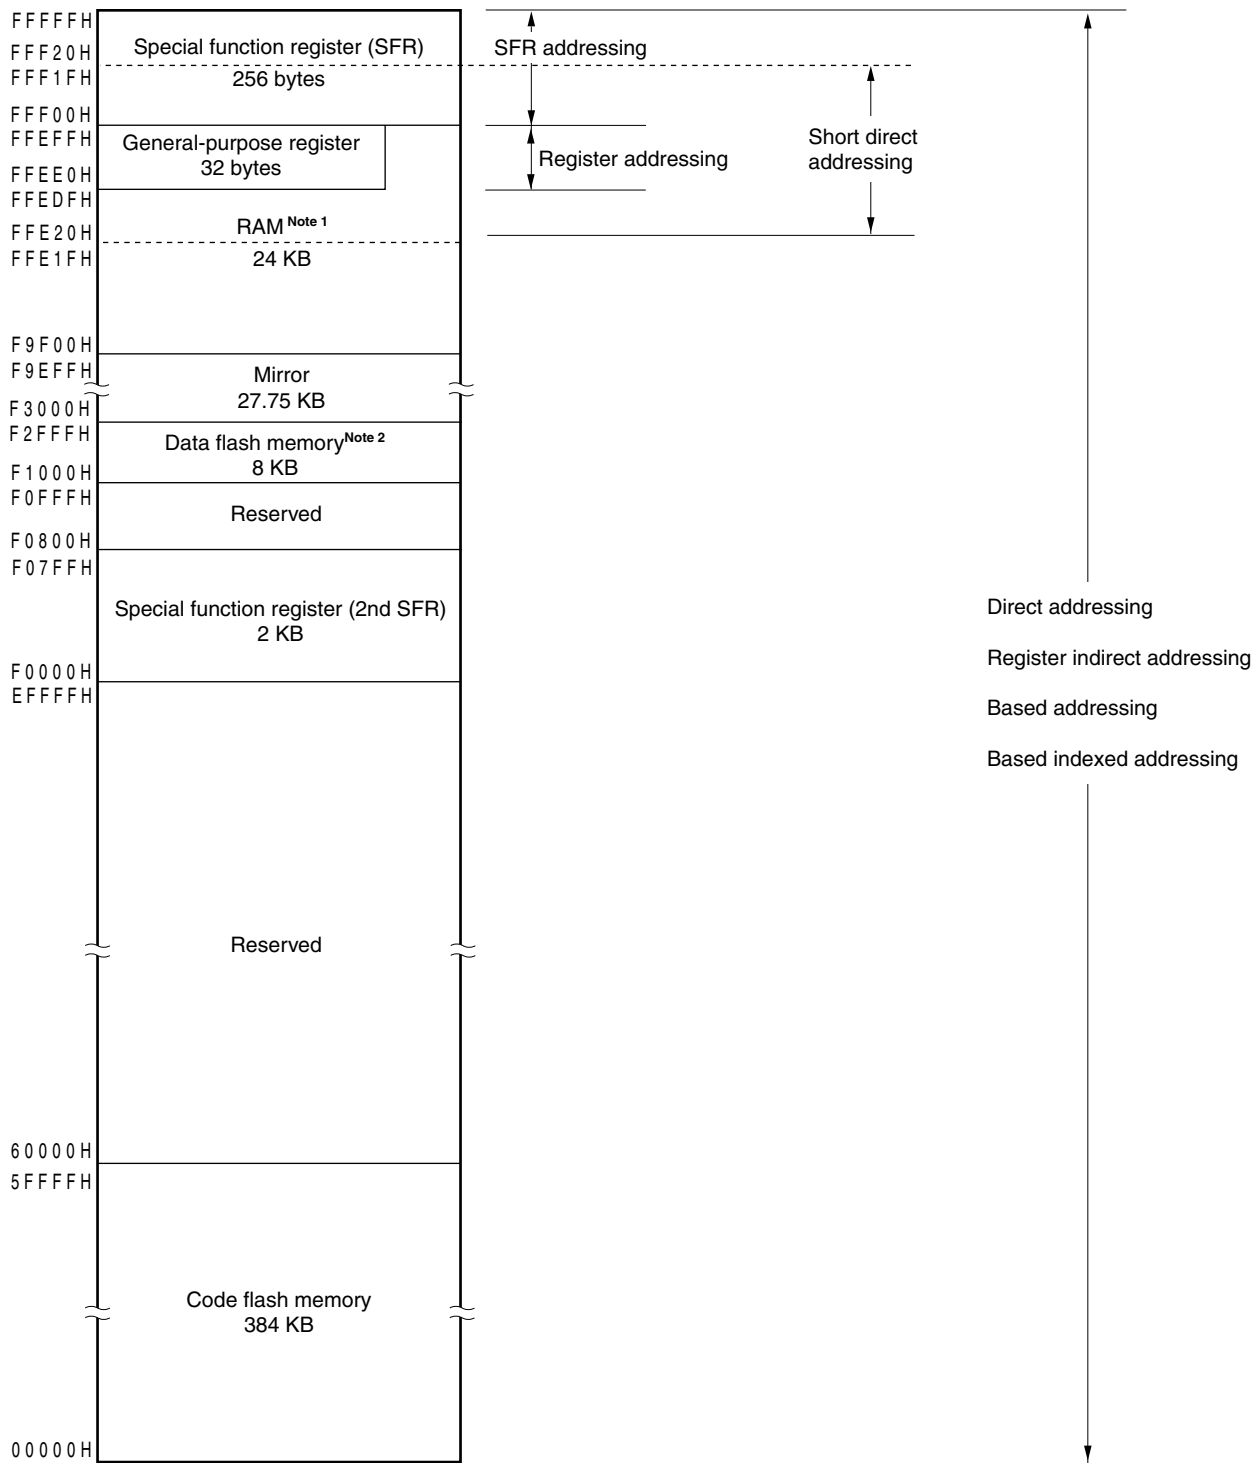 FFFFFH
FFF20H
FFF1FH
FFF00H
FFEFFH
FFEE0H
FFEDFH
FFE20H
FFE1FH
F9F00H
F9EFFH
F3000H
F2FFFH
F1000H
F0FFFH
F0800H
F07FFH
F0000H
EFFFFH
60000H
5FFFFH
00000H
Special function register (SFR)
256 bytes
General-purpose register
32 bytes
RAM Note 1
24 KB
Mirror
27.75 KB
Data flash memory Note 2
8 KB
Reserved
Special function register (2nd SFR)
2 KB
Reserved
Code flash memory
384 KB
SFR addressing
Register addressing
Short direct
addressing
Direct addressing
Register indirect addressing
Based addressing
Based indexed addressing